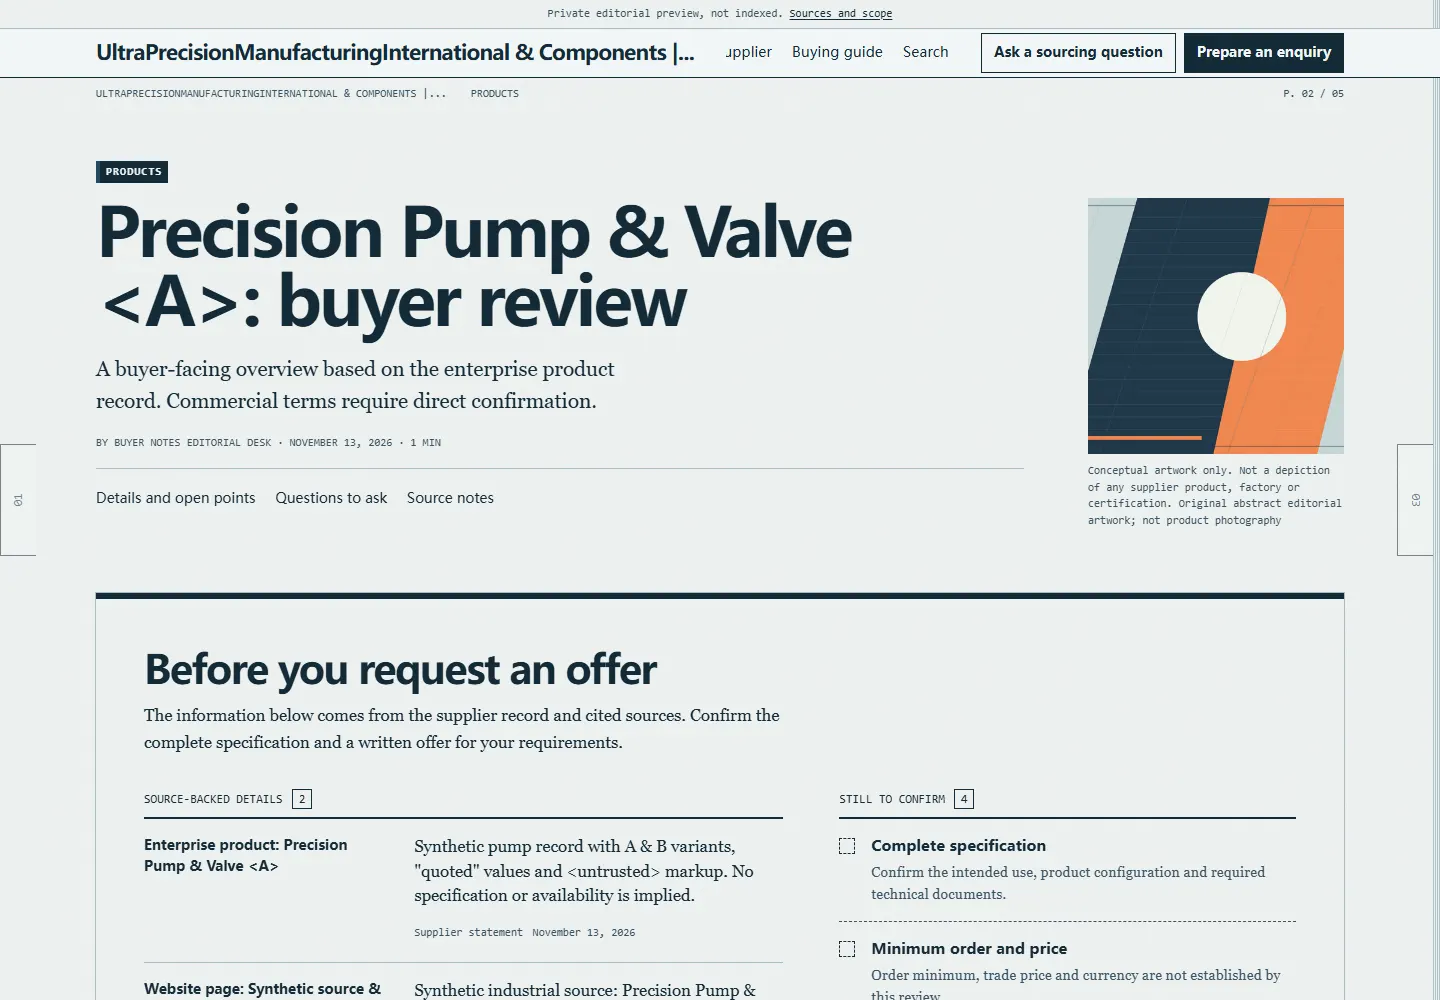 Private editorial preview, not indexed. Sources and scope
UltraPrecisionManufacturingInternational & Components |...
upplier
Buying guide
Search
Ask a sourcing question
Prepare an enquiry
ULTRAPRECISIONMANUFACTURINGINTERNATIONAL & COMPONENTS |...
PRODUCTS
P. 02 / 05
PRODUCTS
Precision Pump & Valve
<A>: buyer review
A buyer-facing overview based on the enterprise product
record. Commercial terms require direct confirmation.
BY BUYER NOTES EDITORIAL DESK · NOVEMBER 13, 2026 · 1 MIN
Details and open points
Questions to ask
Source notes
Conceptual artwork only. Not a depiction
of any supplier product, factory or
certification. Original abstract editorial
artwork; not product photography
01
03
Before you request an offer
The information below comes from the supplier record and cited sources. Confirm the
complete specification and a written offer for your requirements.
SOURCE-BACKED DETAILS 2
Enterprise product: Precision
Pump & Valve <A>
Synthetic pump record with A & B variants,
"quoted" values and <untrusted> markup. No
specification or availability is implied.
Supplier statement November 13, 2026
Website page: Synthetic source &
Synthetic industrial source: Precision Pump &
STILL TO CONFIRM 4
Complete specification
Confirm the intended use, product configuration and required
technical documents.
Minimum order and price
Order minimum, trade price and currency are not established by
this review.